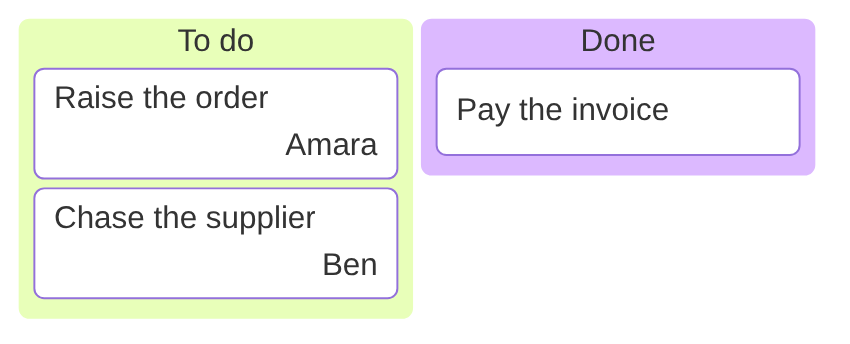 To do
Raise the order
Amara
Chase the supplier
Ben
Done
Pay the invoice